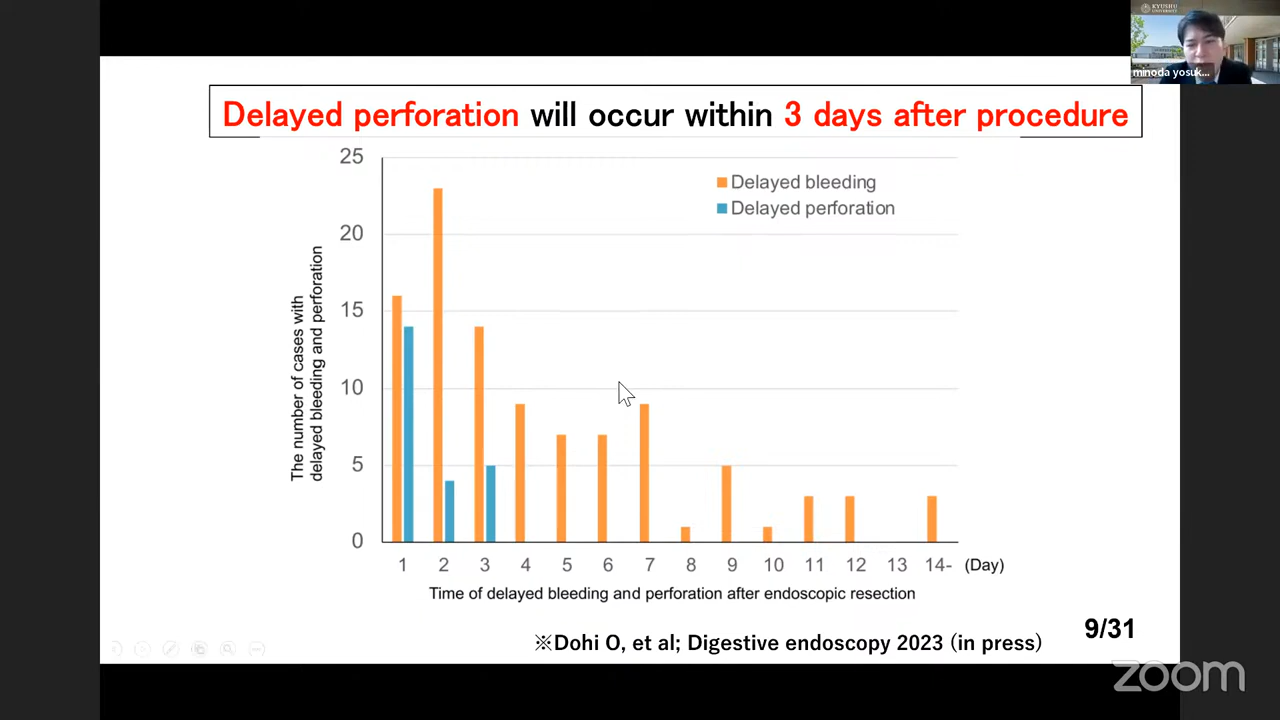 KYUSHU
UNIVERSITY
minoda yosuk...
Delayed perforation will occur within 3 days after procedure
25
20
15
10
5
0
Delayed bleeding
Delayed perforation
The number of cases with
delayed bleeding and perforation
1 2 3 4 5 6 7 8 9 10 11 12 13 14- (Day)
Time of delayed bleeding and perforation after endoscopic resection
9/31
※Dohi O, et al; Digestive endoscopy 2023 (in press)
zoom